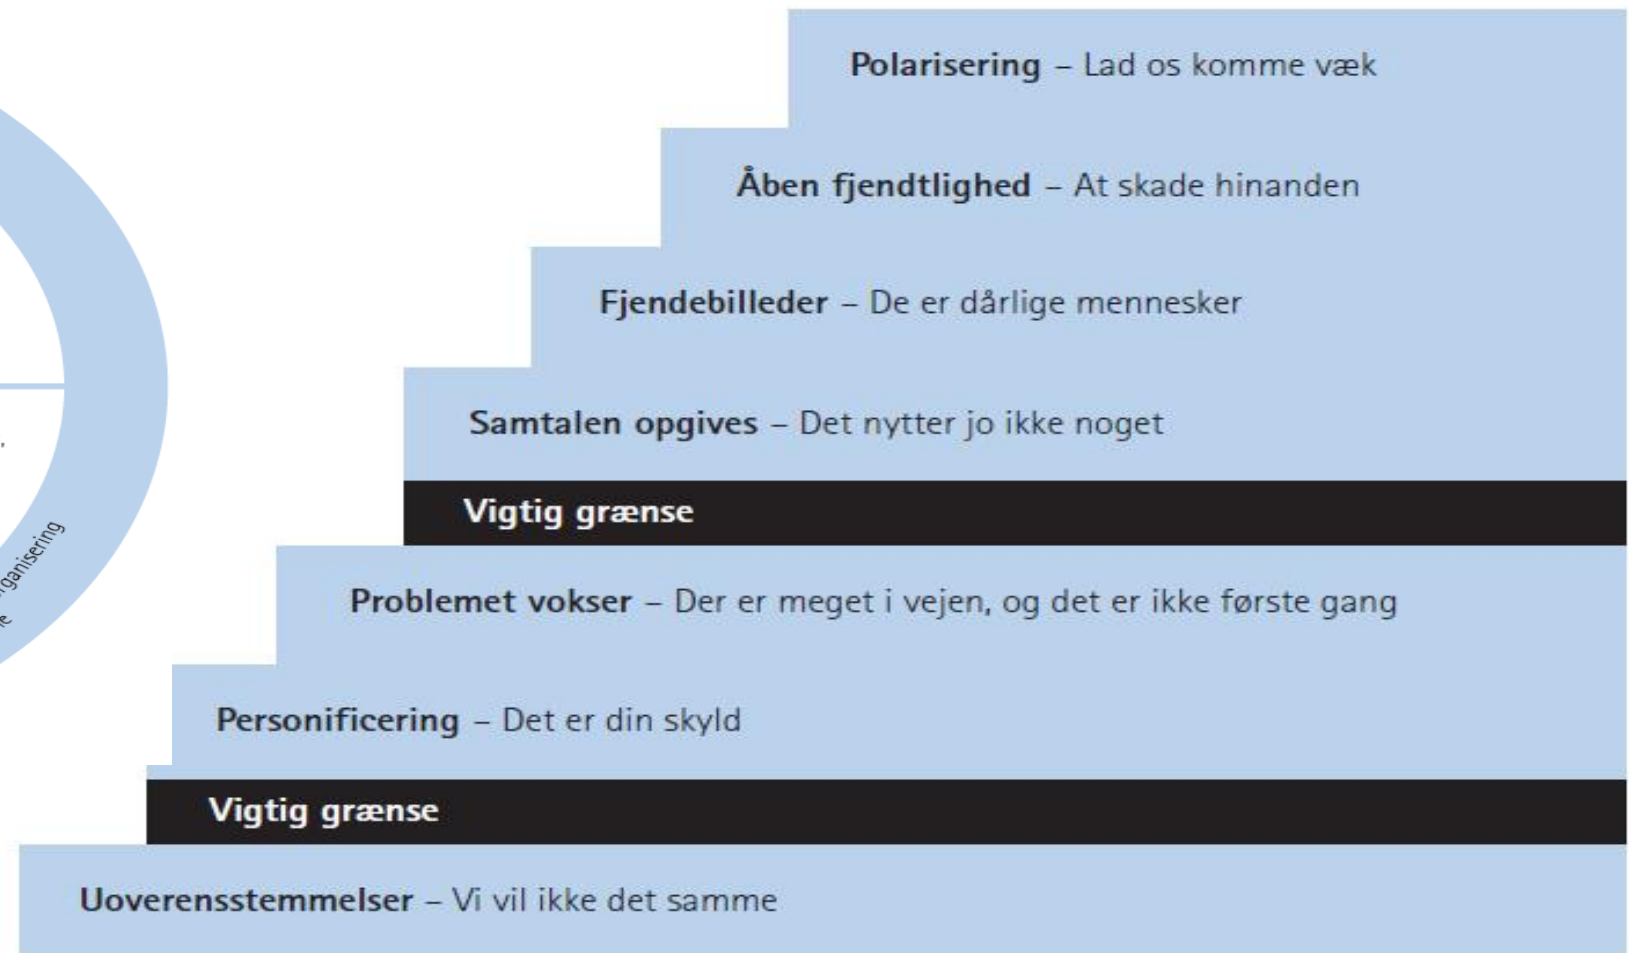 Polarisering – Lad os komme væk
Åben fjendtlighed – At skade hinanden
Fjendebilleder – De er dårlige mennesker
Samtalen opgives – Det nytter jo ikke noget
Vigtig grænse
Problemet vokser – Der er meget i vejen, og det er ikke første gang
Personificering – Det er din skyld
Vigtig grænse
Uoverensstemmelser – Vi vil ikke det samme